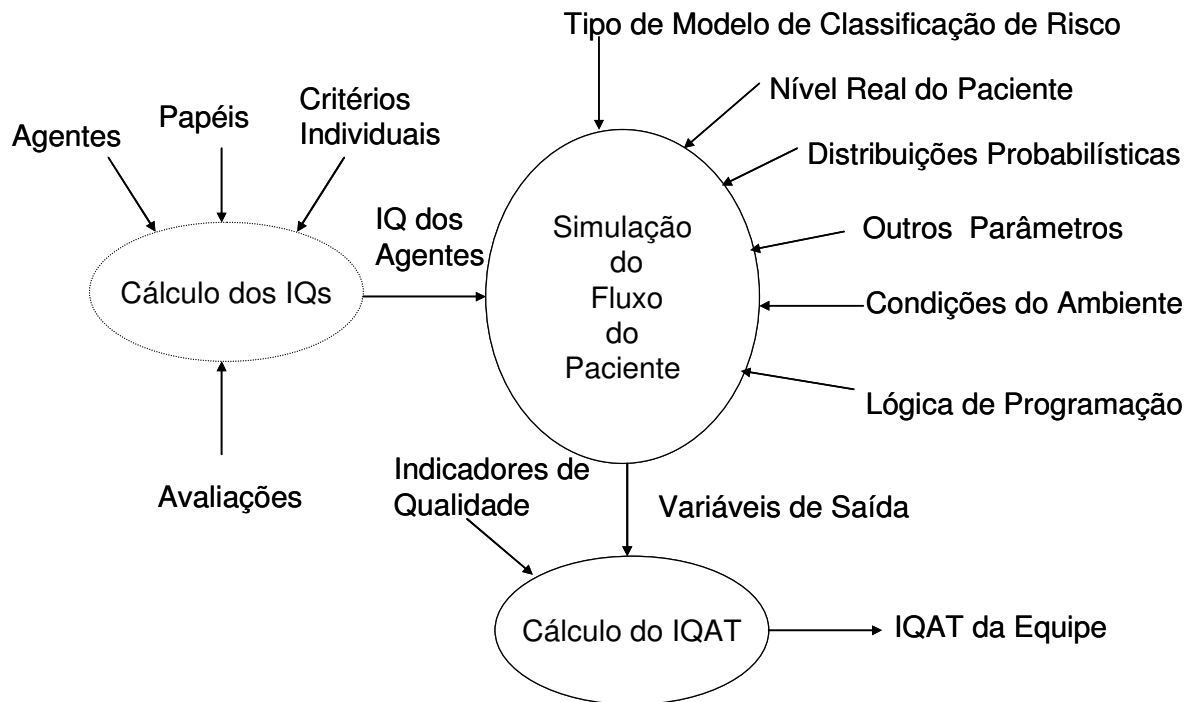 Tipo de Modelo de Classificação de Risco
Nível Real do Paciente
Distribuições Probabilísticas
Outros Parâmetros
Condições do Ambiente
Lógica de Programação
Agentes
Papéis
Critérios
Individuais
Cálculo dos IQs
Avaliações
IQ dos
Agentes
Simulação
do
Fluxo
do
Paciente
Indicadores de
Qualidade
Variáveis de Saída
Cálculo do IQAT
IQAT da Equipe